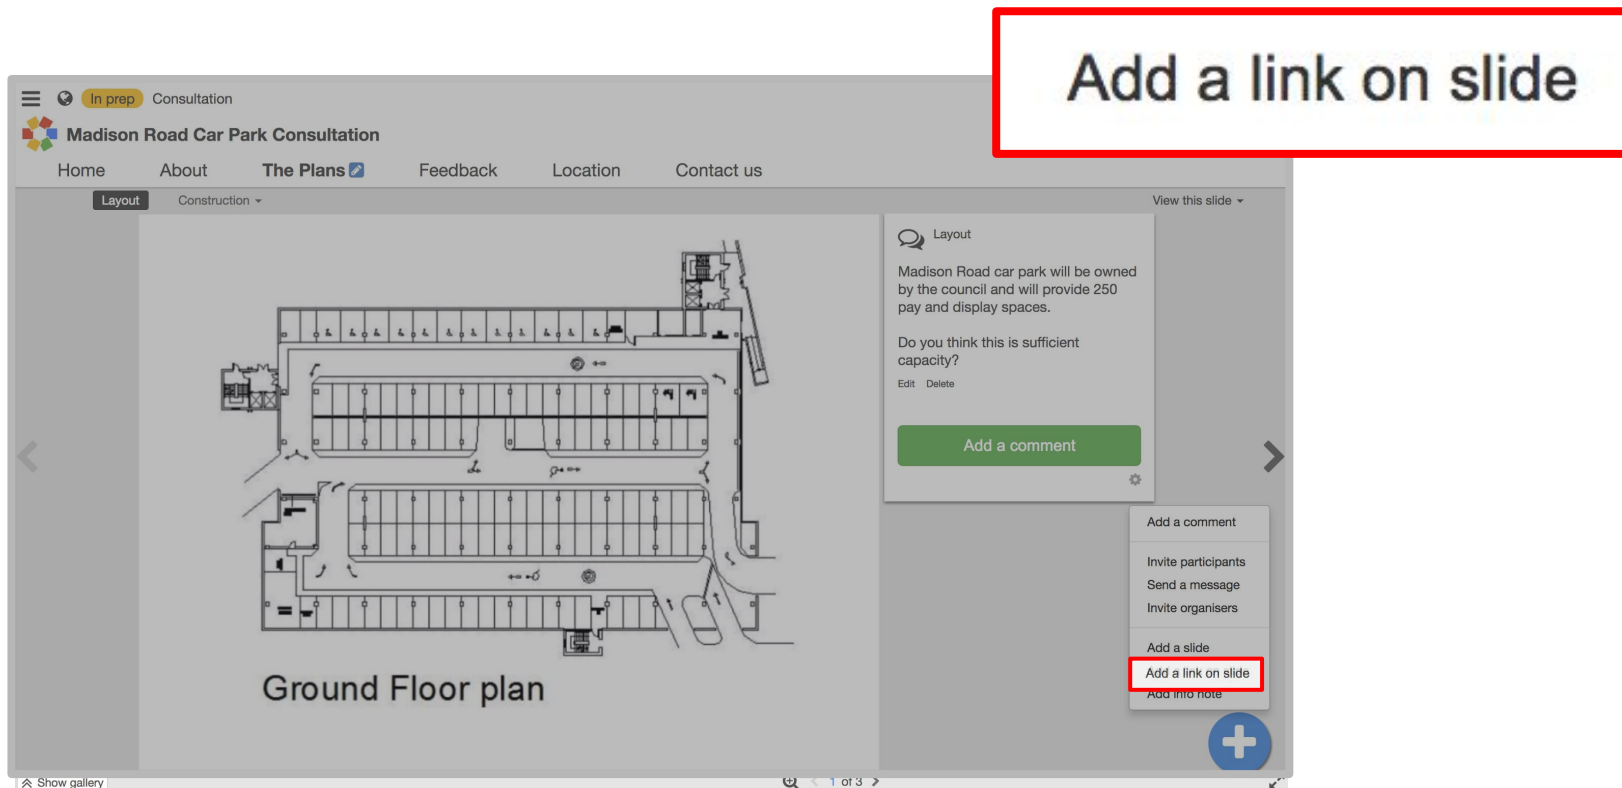 Add a link on slide
In prep Consultation
Madison Road Car Park Consultation
Home About The Plans Feedback Location Contact us
Layout Construction View this slide
Layout
Madison Road car park will be owned
by the council and will provide 250
pay and display spaces.
Do you think this is sufficient
capacity?
Edit Delete
Add a comment
Add a comment
Invite participants
Send a message
Invite organisers
Add a slide
Add a link on slide
Add info note
Ground Floor plan
Show gallery 1 of 3